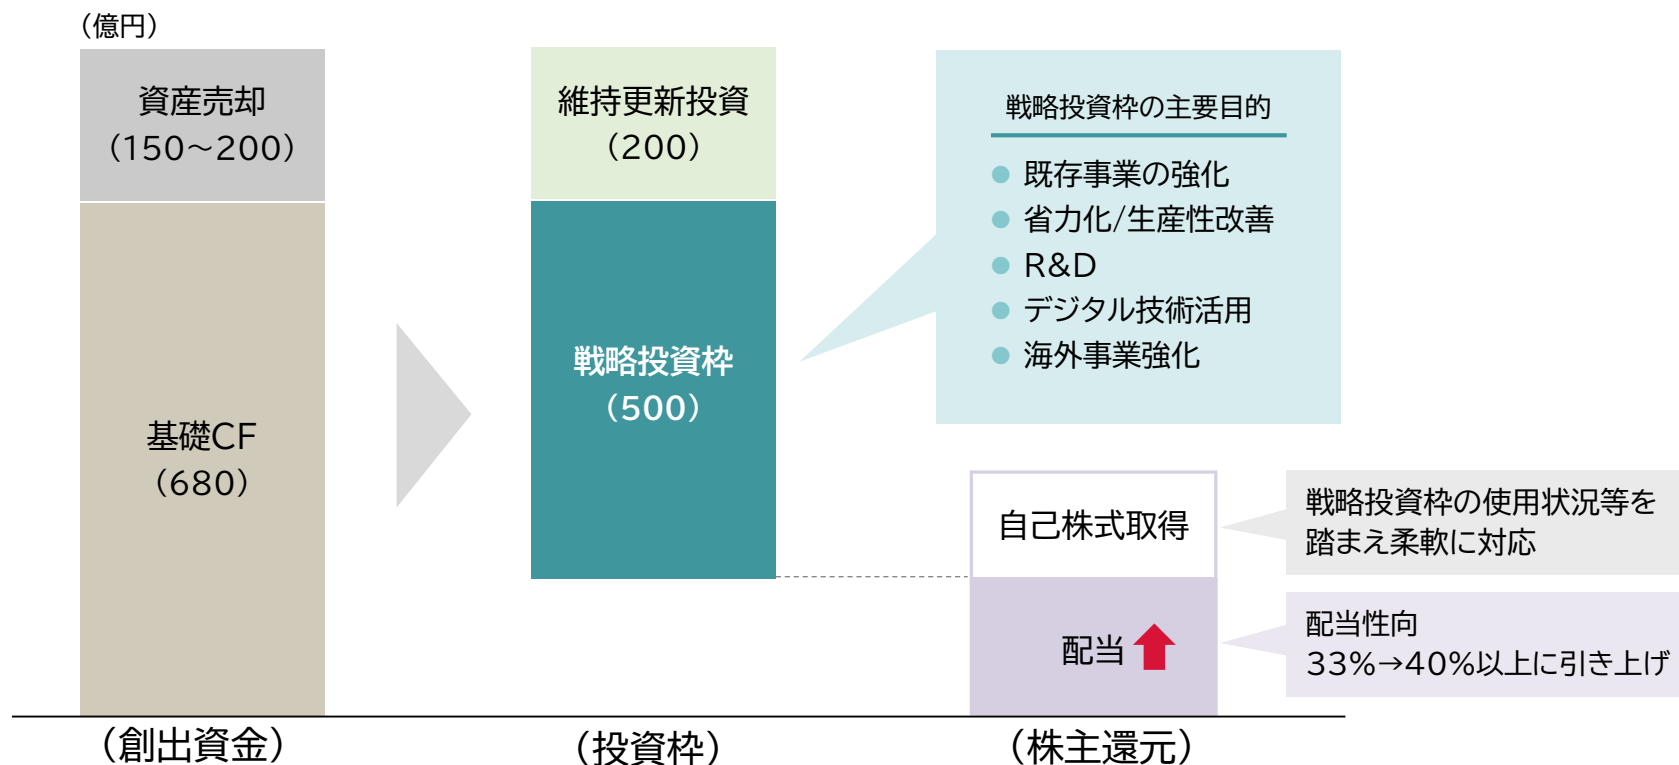 （億円）
資産売却
（150～200）
基礎CF
（680）
（創出資金）
維持更新投資
（200）
戦略投資枠
（500）
（投資枠）
戦略投資枠の主要目的
● 既存事業の強化
● 省力化/生産性改善
● R&D
● デジタル技術活用
● 海外事業強化
自己株式取得
配当
（株主還元）
戦略投資枠の使用状況等を
踏まえ柔軟に対応
配当性向
33%→40%以上に引き上げ